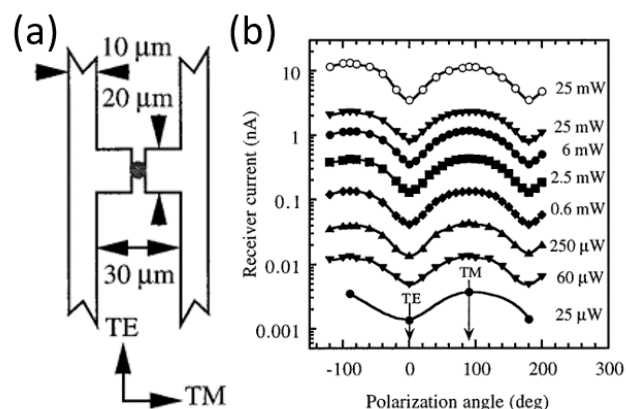 (a)
10 μm
20 μm
30 μm
TE
TM
(b)
Receiver current (nA)
10
1
0.1
0.01
0.001
25 mW
25 mW
6 mW
2.5 mW
0.6 mW
250 μW
60 μW
25 μW
TE
TM
-100
0
100
200
Polarization angle (deg)